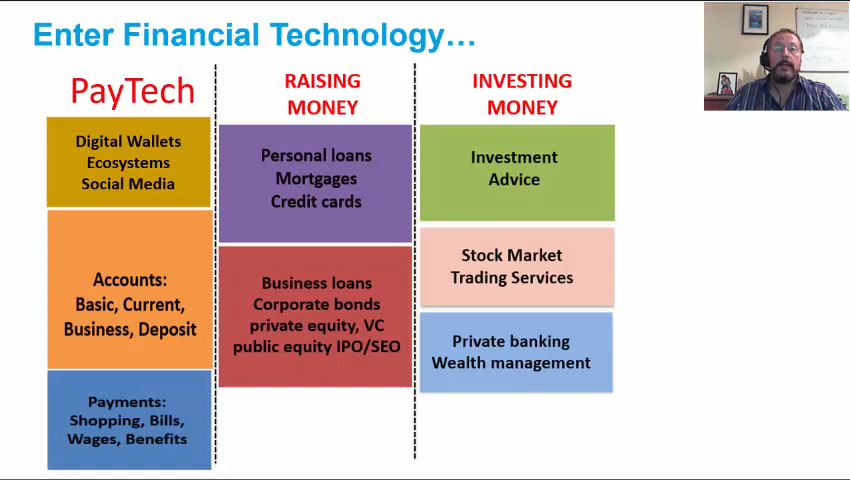 Enter Financial Technology...
PayTech
Digital Wallets
Ecosystems
Social Media
Accounts:
Basic, Current,
Business, Deposit
Payments:
Shopping, Bills,
Wages, Benefits
RAISING
MONEY
Personal loans
Mortgages
Credit cards
Business loans
Corporate bonds
private equity, VC
public equity IPO/SEO
INVESTING
MONEY
Investment
Advice
Stock Market
Trading Services
Private banking
Wealth management